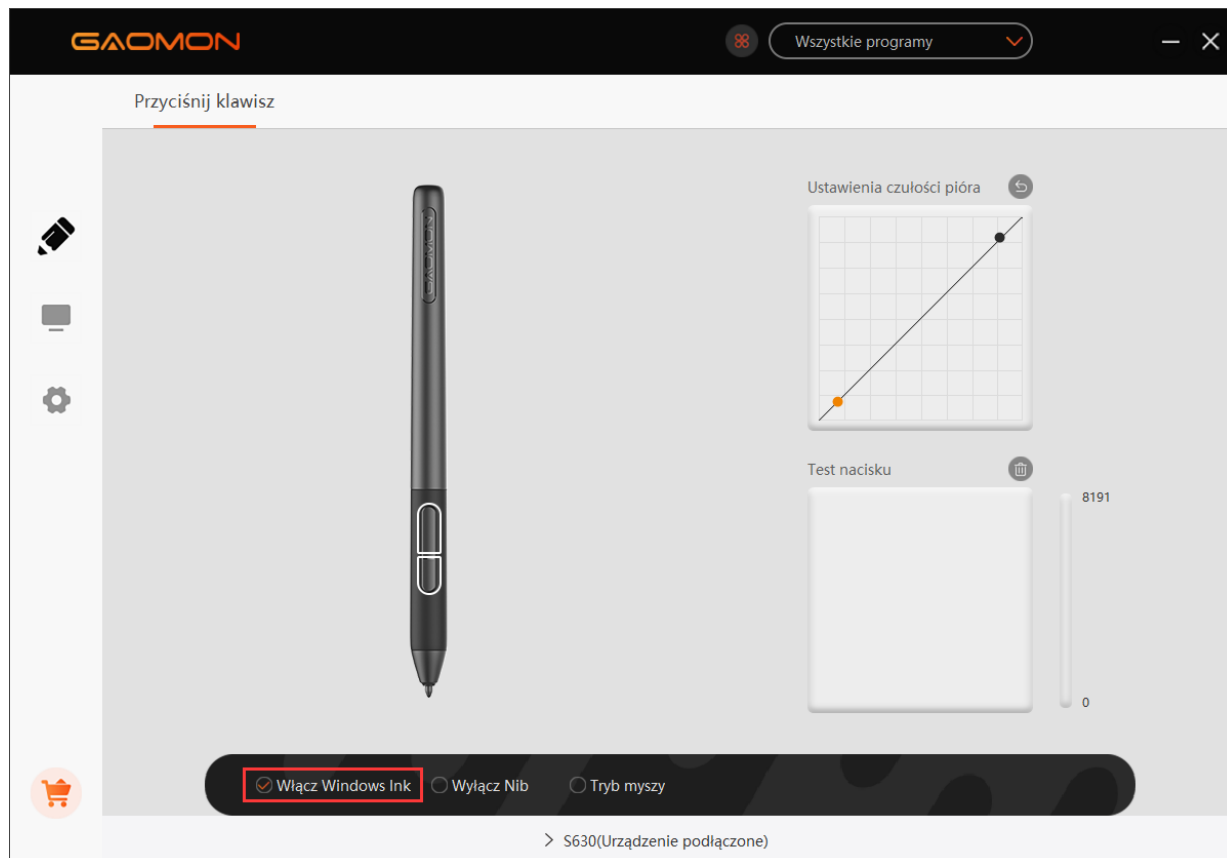 GAOMON
Wszystkie programy
Przyciśnij klawisz
Ustawienia czułości pióra
GAOMON
Test nacisku
8191
0
Włącz Windows Ink
Wyłącz Nib
Tryb myszy
S630(Urządzenie podłączone)